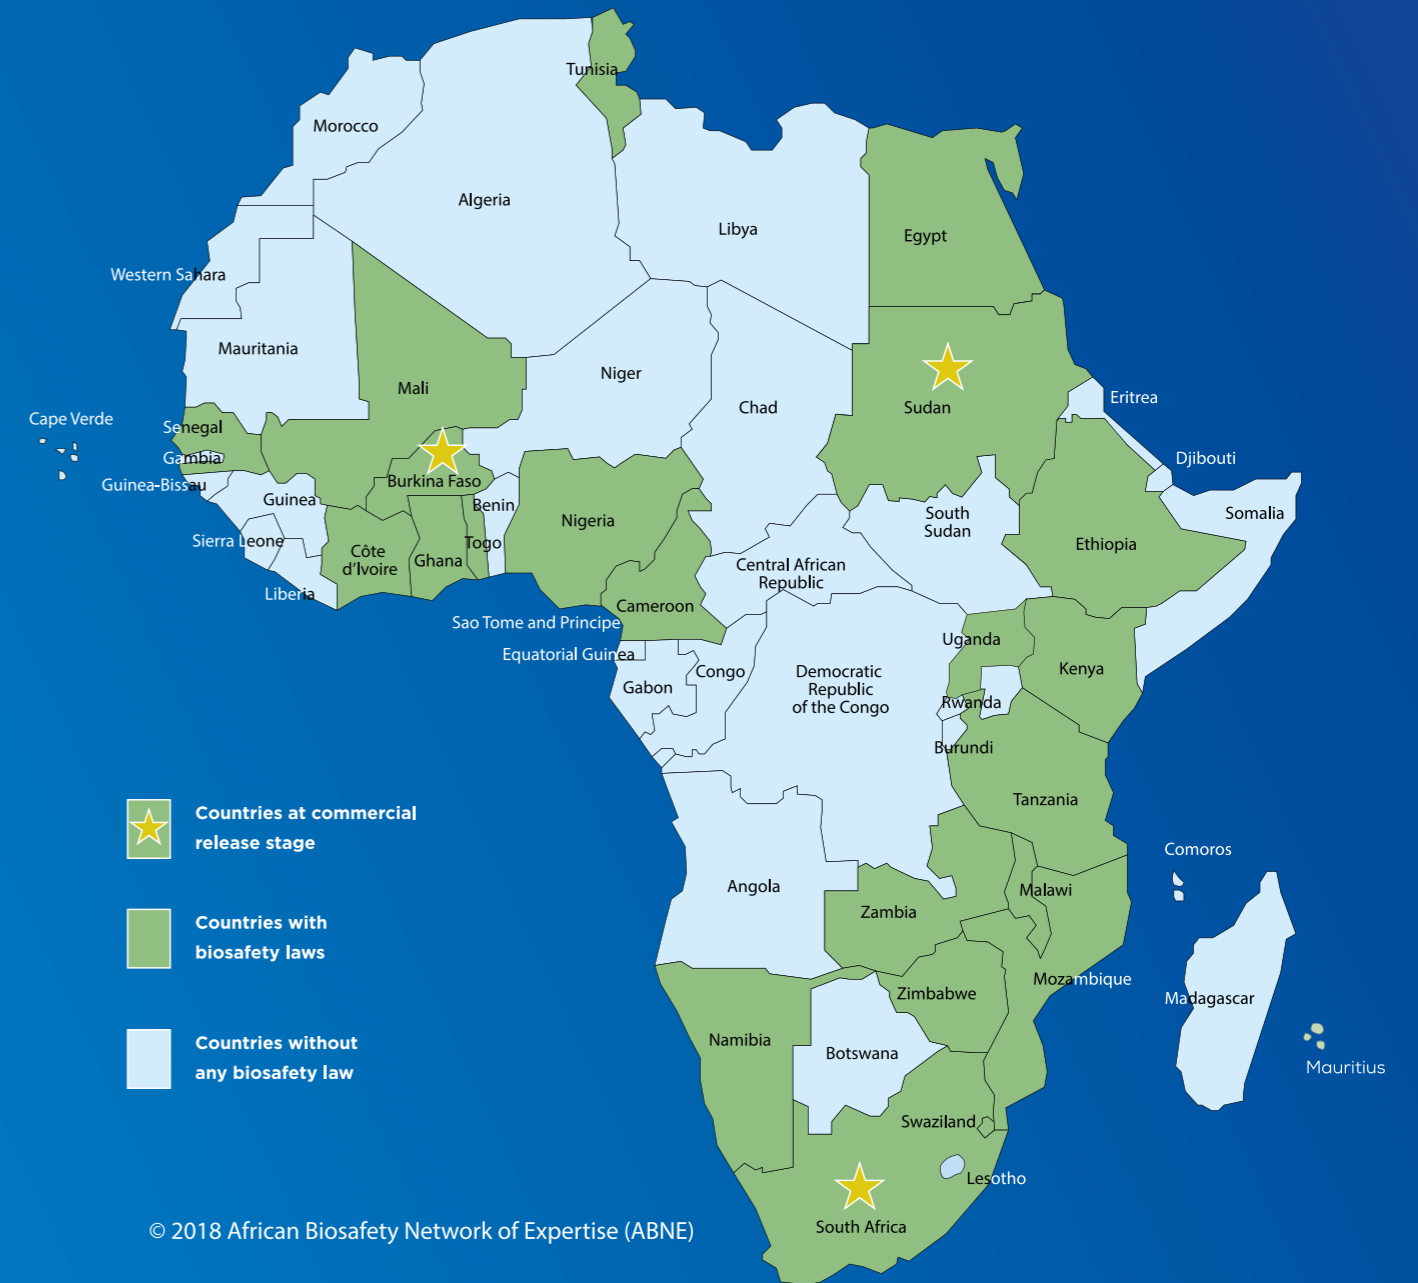 Tunisia
Morocco
Algeria
Libya
Egypt
Western Sahara
Mauritania
Mali
Niger
Chad
Sudan
Eritrea
Cape Verde
Senegal
Gambia
Djibouti
Guinea-Bissau
Burkina Faso
Guinea
Benin
Nigeria
South
Sudan
Somalia
Sierra Leone
Togo
Côte
d'Ivoire
Ghana
Ethiopia
Central African
Republic
Liberia
Cameroon
Sao Tome and Principe
Uganda
Equatorial Guinea
Congo
Kenya
Gabon
Democratic
Republic
of the Congo
Rwanda
Burundi
Tanzania
Countries at commercial
release stage
Comoros
Angola
Malawi
Zambia
Countries with
biosafety laws
Mozambique
Zimbabwe
Madagascar
Namibia
Botswana
Countries without
any biosafety law
Mauritius
Swaziland
Lesotho
South Africa
© 2018 African Biosafety Network of Expertise (ABNE)